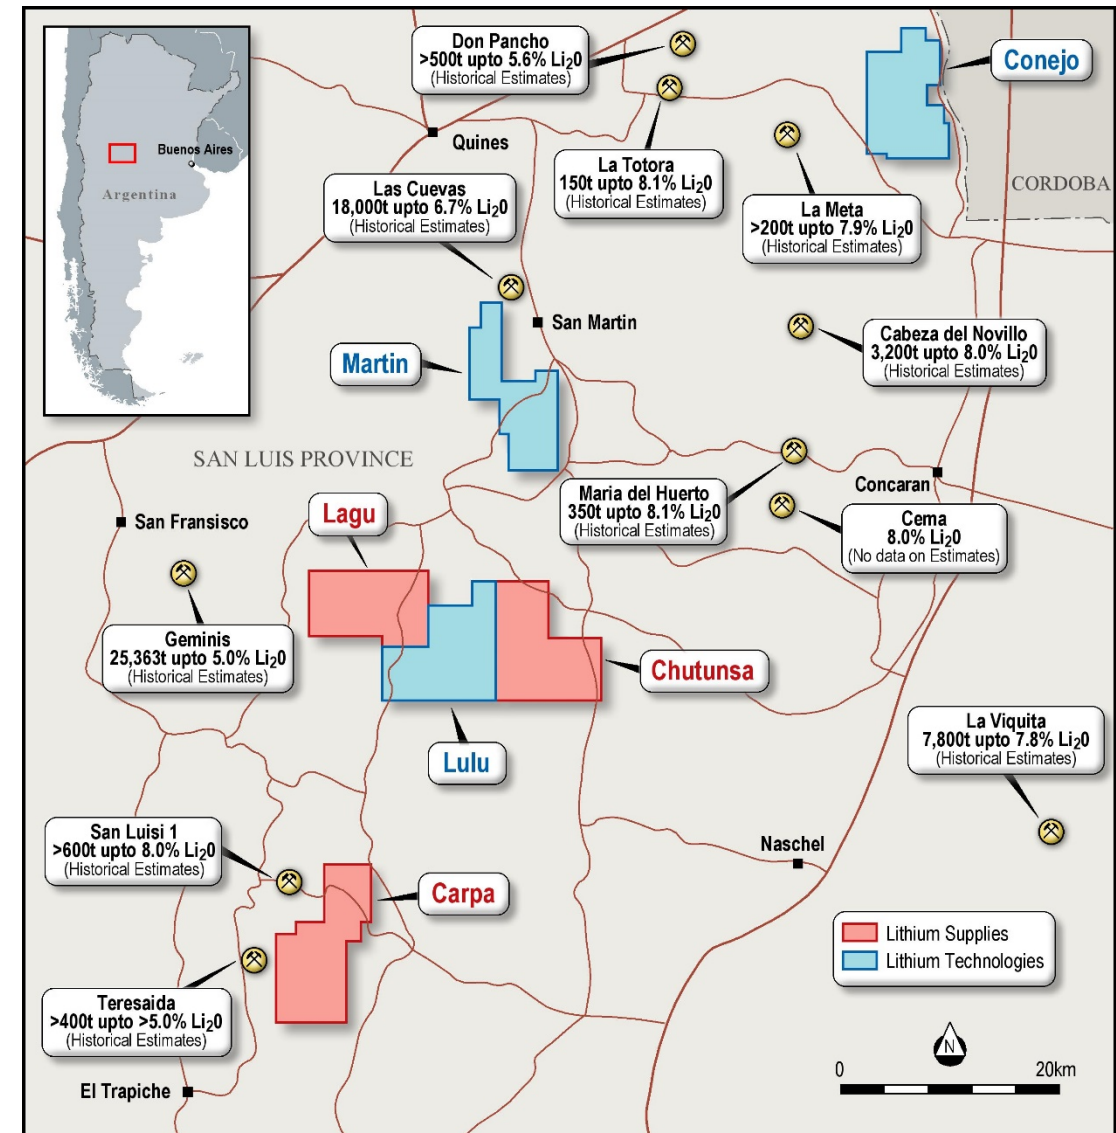 Don Pancho
>500t upto 5.6% Li20
(Historical Estimates)
Conejo
Buenos Aires
Argentina
Quines
La Totora
150t upto 8.1% Li20
(Historical Estimates)
CORDOBA
Las Cuevas
18,000t upto 6.7% Li20
(Historical Estimates)
La Meta
>200t upto 7.9% Li20
(Historical Estimates)
San Martin
Cabeza del Novillo
3,200t upto 8.0% Li20
(Historical Estimates)
Martin
SAN LUIS PROVINCE
Maria del Huerto
350t upto 8.1% Li20
(Historical Estimates)
Concaran
Cema
8.0% Li20
(No data on Estimates)
San Fransisco
Lagu
Geminis
25,363t upto 5.0% Li20
(Historical Estimates)
Chutunsa
Lulu
La Viquita
7,800t upto 7.8% Li20
(Historical Estimates)
San Luisi 1
>600t upto 8.0% Li20
(Historical Estimates)
Naschel
Carpa
Lithium Supplies
Lithium Technologies
Teresaida
>400t upto >5.0% Li20
(Historical Estimates)
N
0 20km
El Trapiche